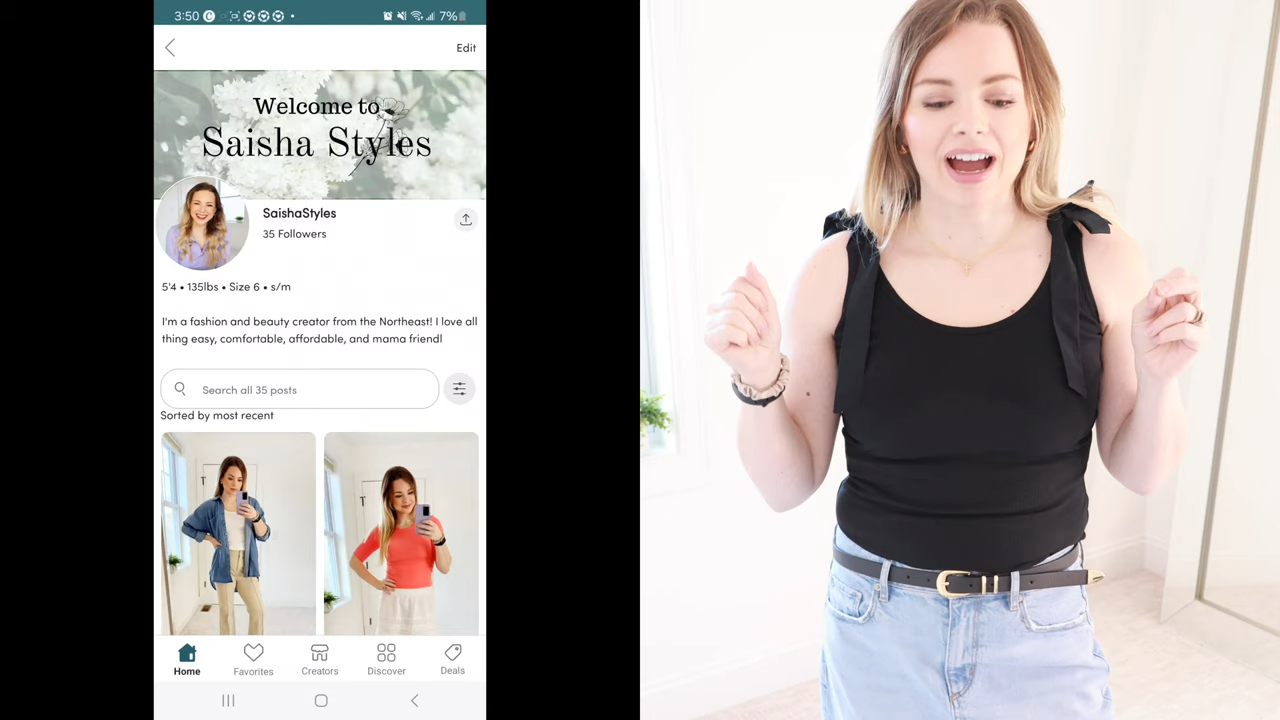 3:50
7%
Edit
Welcome to
Saisha Styles
SaishaStyles
35 Followers
5'4 • 135lbs • Size 6 • s/m
I'm a fashion and beauty creator from the Northeast! I love all
thing easy, comfortable, affordable, and mama friendl
Search all 35 posts
Sorted by most recent
Home
Favorites
Creators
Discover
Deals